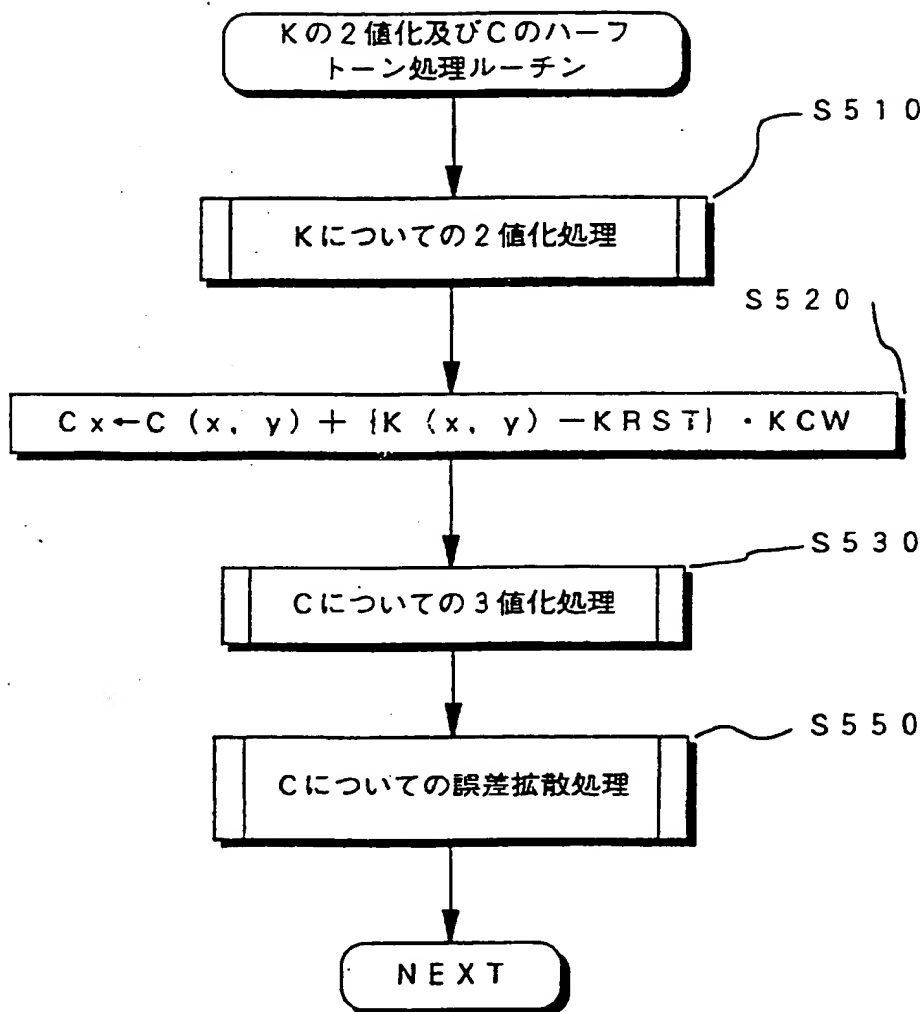 Kの2値化及びCのハーフ
トーン処理ルーチン
S510
Kについての2値化処理
S520
Cx←C(x, y)+{K(x, y)-KRST}・KCW
S530
Cについての3値化処理
S550
Cについての誤差拡散処理
NEXT